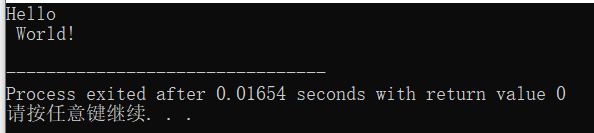 Hello
 World!
--------------------------------
Process exited after 0.01654 seconds with return value 0
请按任意键继续. . .